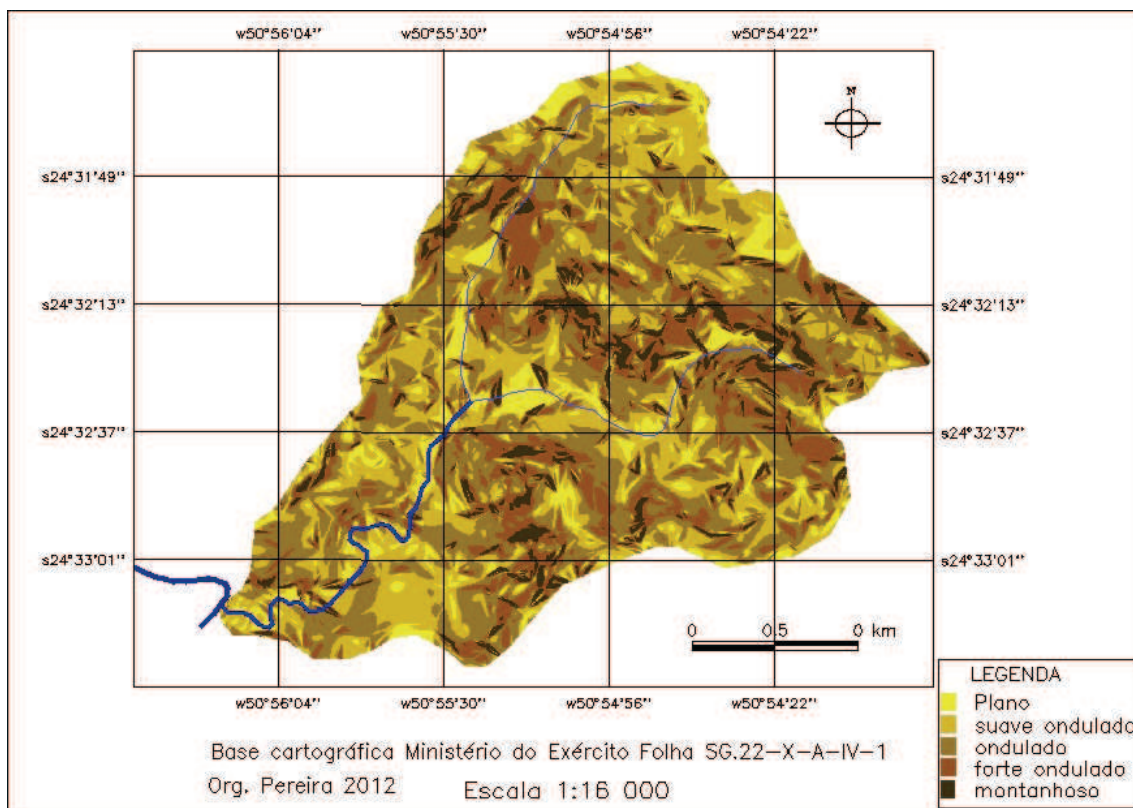 w50°56'04" w50°55'30" w50°54'56" w50°54'22"
N
s24°31'49" s24°31'49"
s24°32'13" s24°32'13"
s24°32'37" s24°32'37"
s24°33'01" s24°33'01"
0 0.5 0 km
w50°56'04" w50°55'30" w50°54'56" w50°54'22"
LEGENDA
Plano
suave ondulado
ondulado
forte ondulado
montanhoso
Base cartográfica Ministério do Exército Folha SG.22-X-A-IV-1
Org. Pereira 2012 Escala 1:16 000